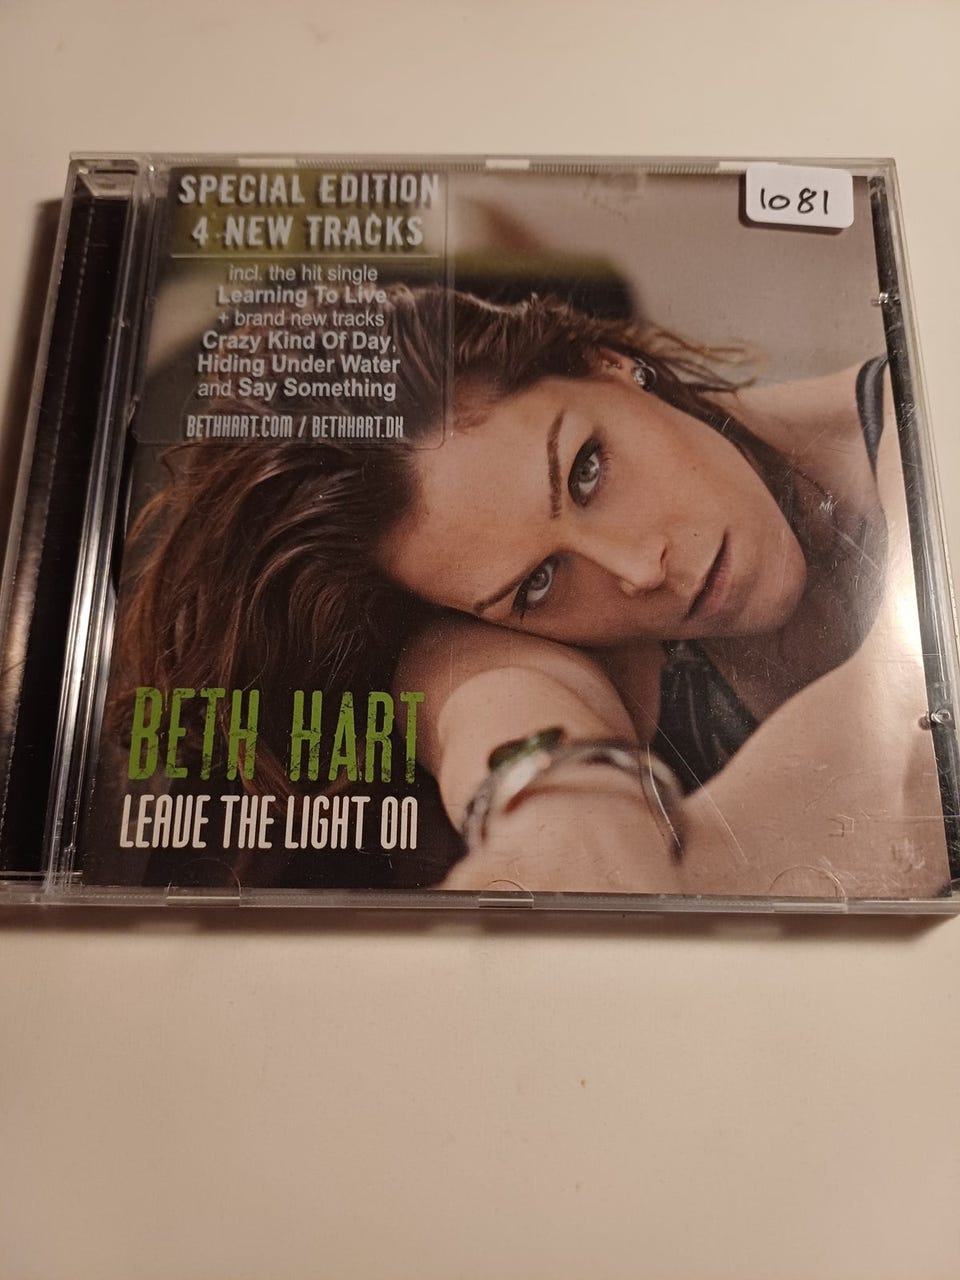 SPECIAL EDITION
4 NEW TRACKS
incl. the hit single
Learning To Live
+ brand new tracks
Crazy Kind Of Day,
Hiding Under Water
and Say Something
BETHHART.COM / BETHHART.DK
1081
BETH HART
LEAVE THE LIGHT ON